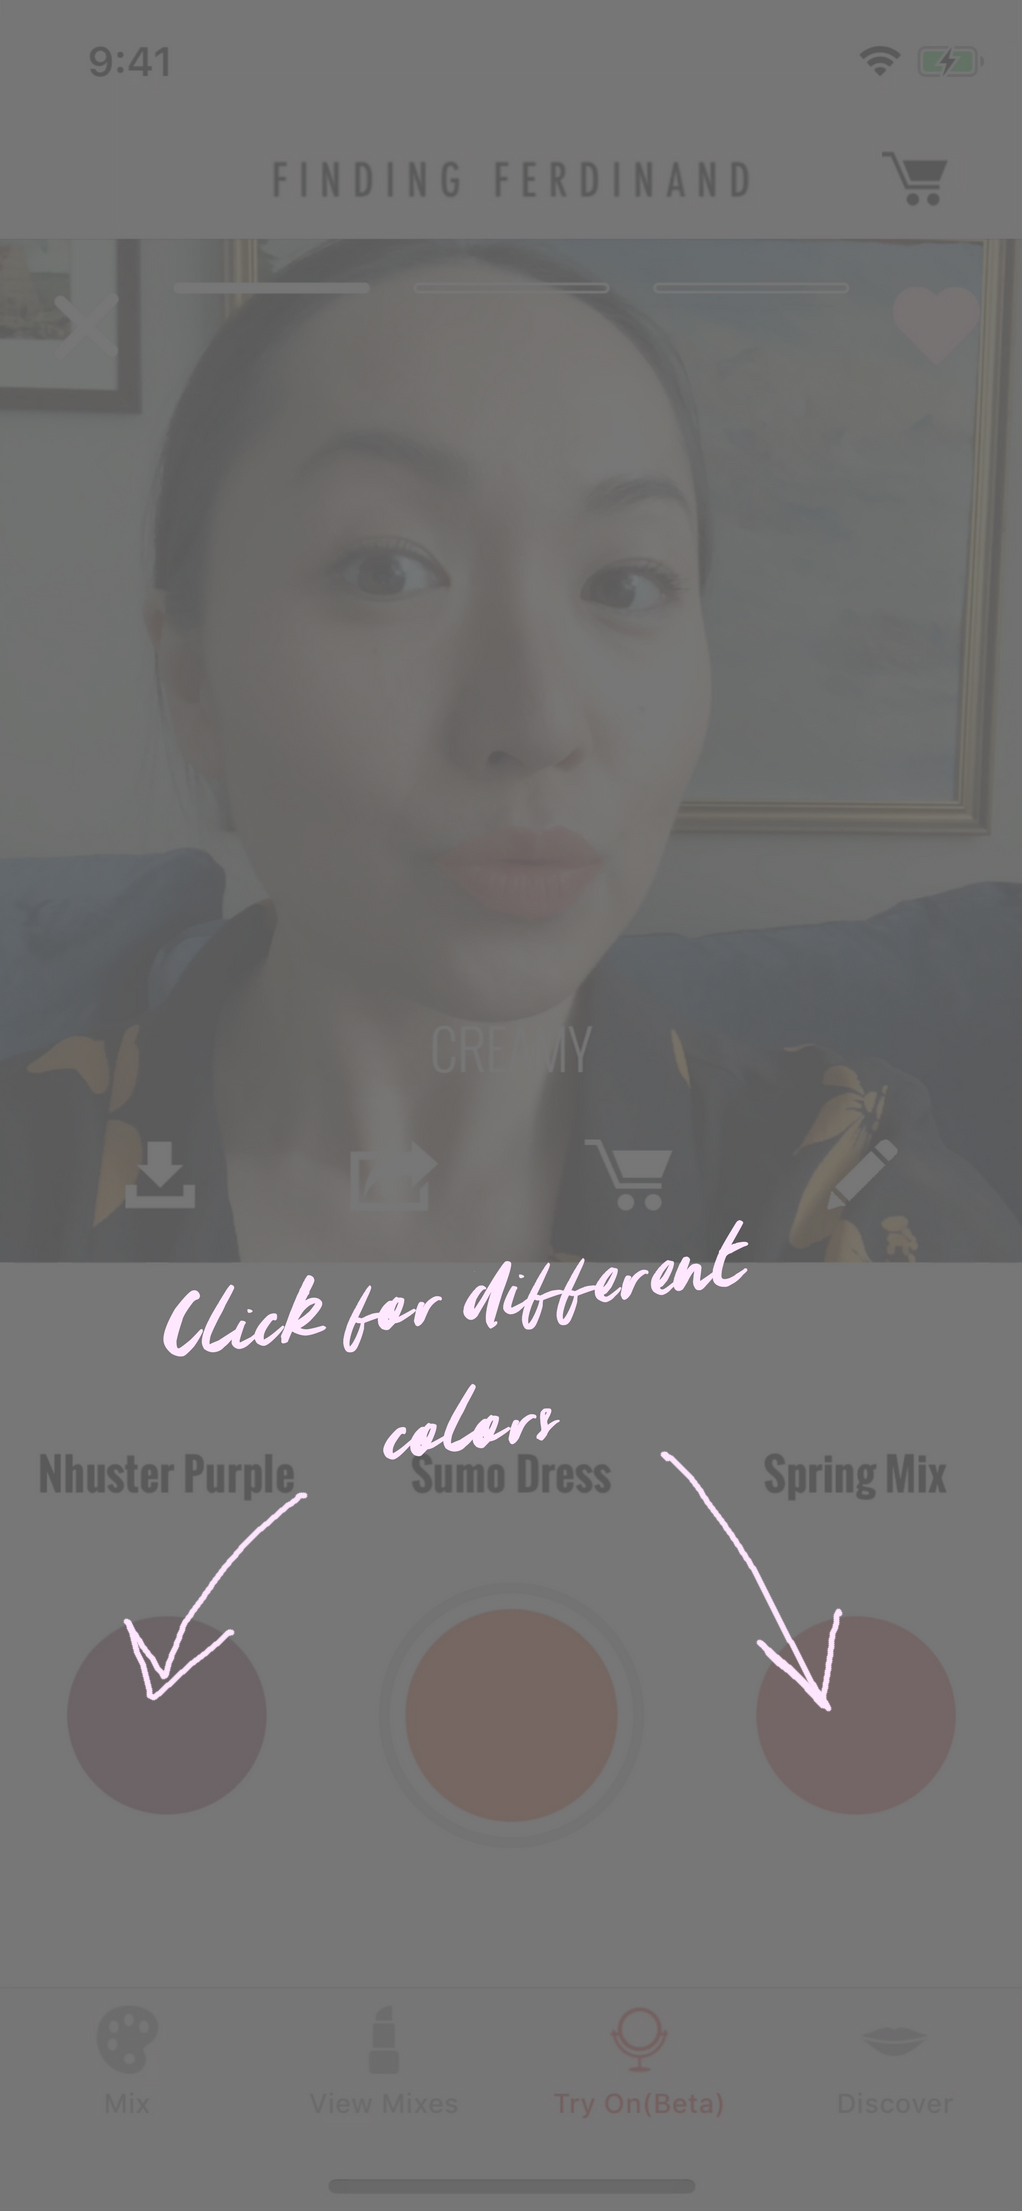 9:41
FINDING FERDINAND
CREAMY
Click for different
colors
Nhuster Purple
Sumo Dress
Spring Mix
Mix
View Mixes
Try On(Beta)
Discover